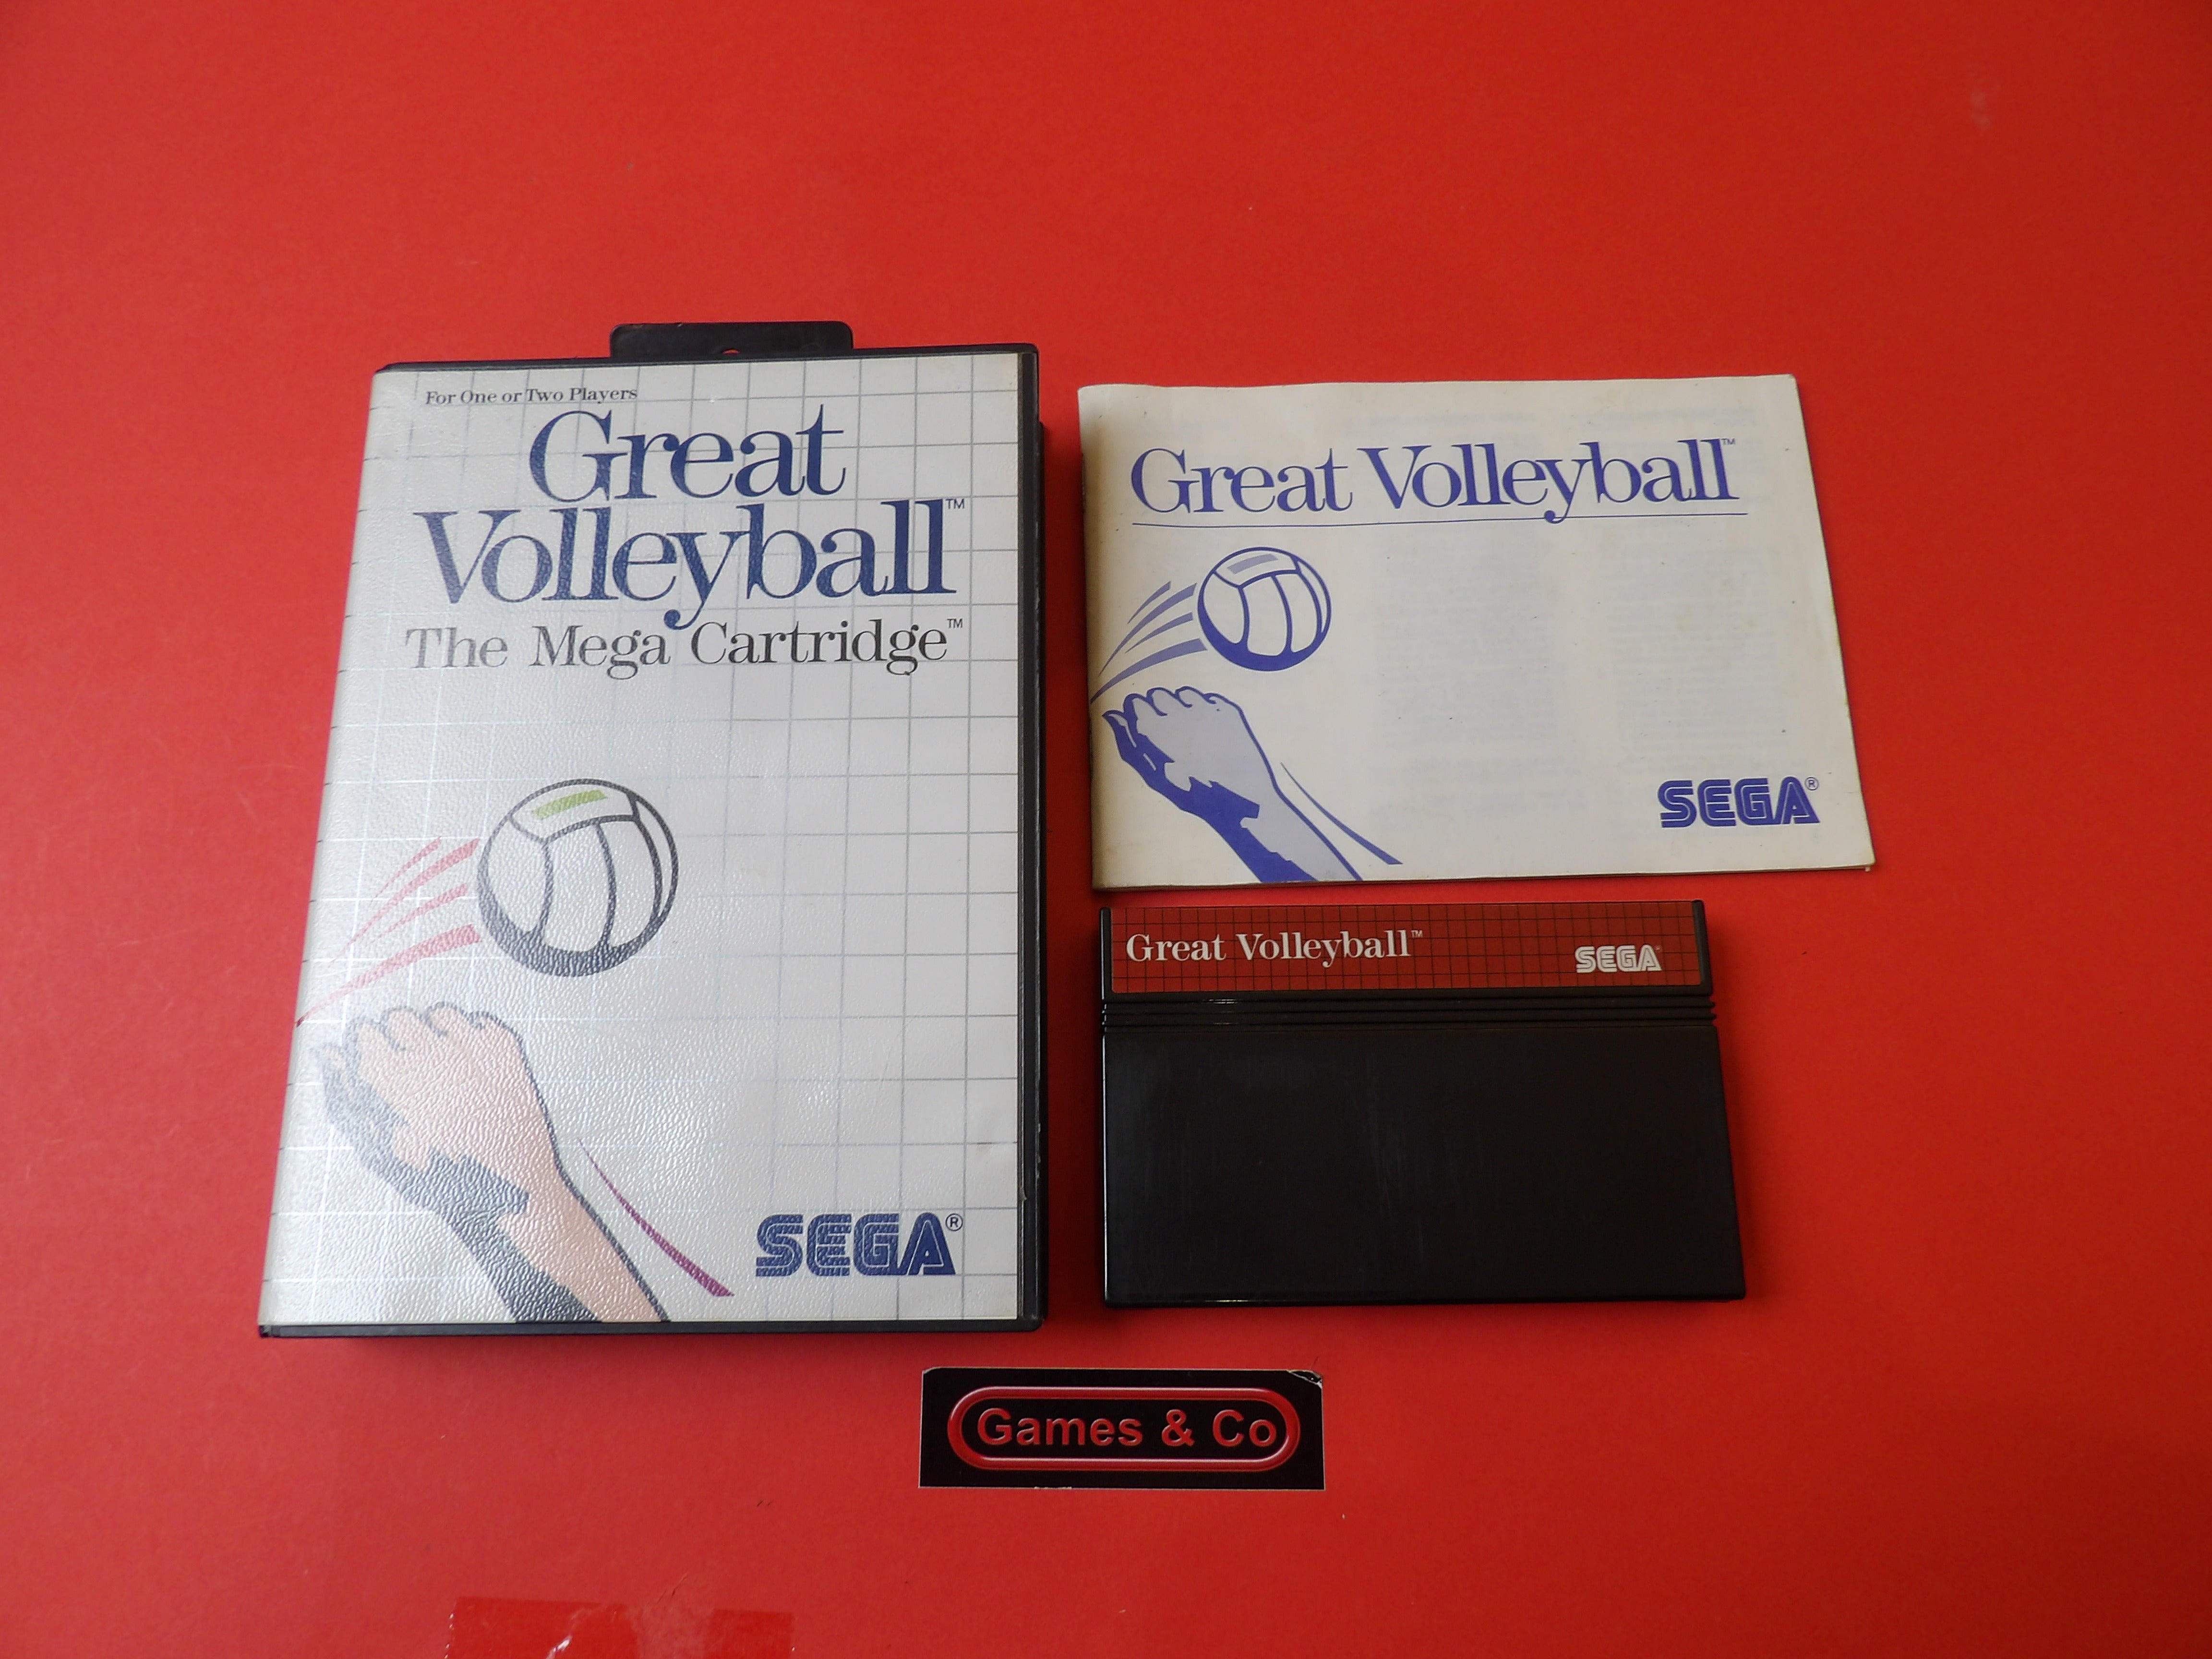 For One or Two Players
Great
Volleyball™
The Mega Cartridge™
SEGA®
Great Volleyball™
SEGA®
Great Volleyball™
SEGA®
Games & Co